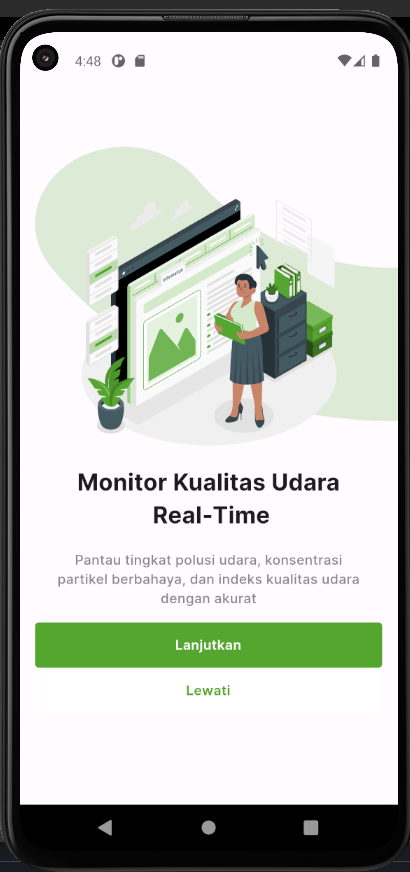 4:48
Information
Monitor Kualitas Udara
Real-Time
Pantau tingkat polusi udara, konsentrasi
partikel berbahaya, dan indeks kualitas udara
dengan akurat
Lanjutkan
Lewati